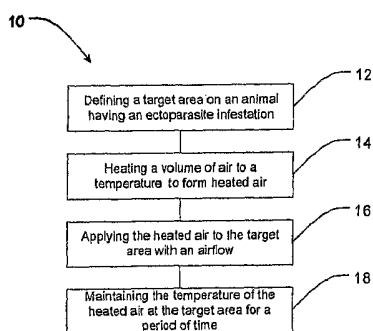 10
12
Defining a target area on an animal
having an ectoparasite infestation
14
Heating a volume of air to a
temperature to form heated air
16
Applying the heated air to the target
area with an airflow
18
Maintaining the temperature of the
heated air at the target area for a
period of time